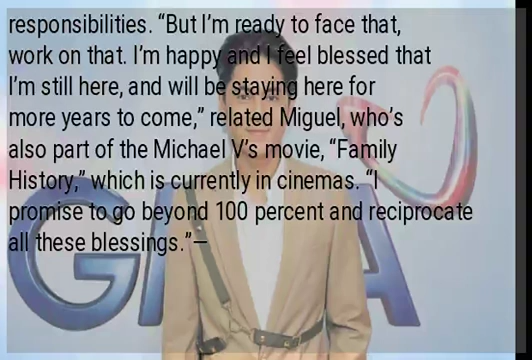 responsibilities. “But I’m ready to face that,
work on that. I’m happy and I feel blessed that
I’m still here, and will be staying here for
more years to come,” related Miguel, who’s
also part of the Michael V’s movie, “Family
History,” which is currently in cinemas. “I
promise to go beyond 100 percent and reciprocate
all these blessings.”—
GMA